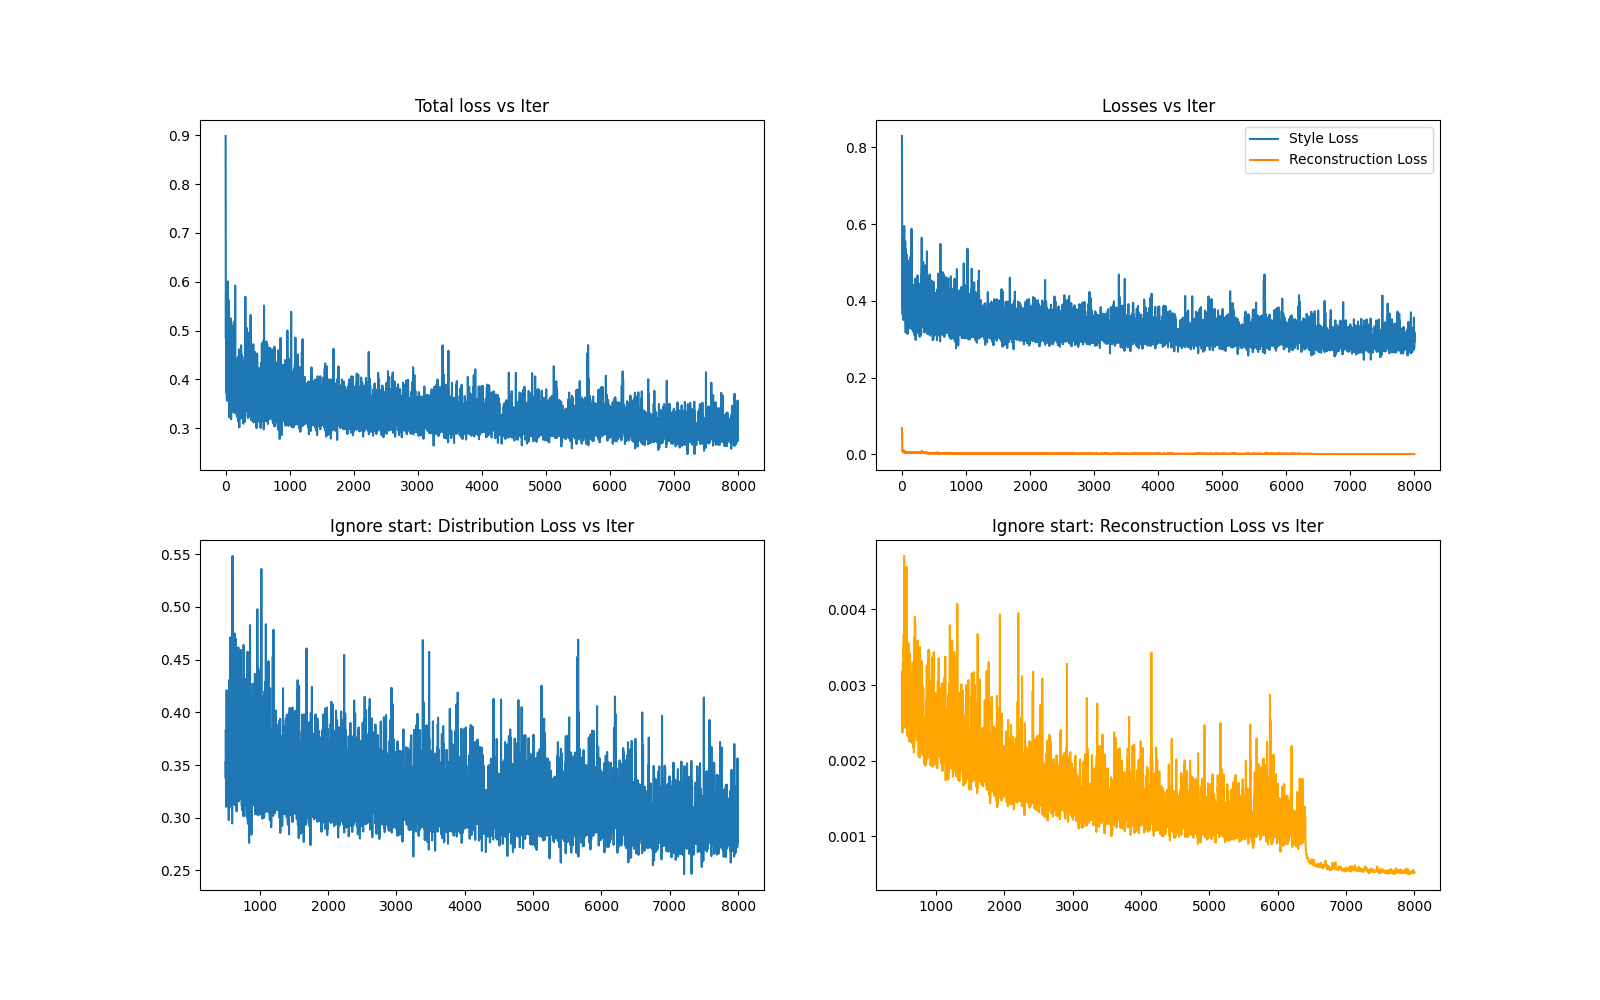 Total loss vs Iter
0.9
0.8
0.7
0.6
0.5
0.4
0.3
0 1000 2000 3000 4000 5000 6000 7000 8000
Losses vs Iter
Style Loss
Reconstruction Loss
0.8
0.6
0.4
0.2
0.0
0 1000 2000 3000 4000 5000 6000 7000 8000
Ignore start: Distribution Loss vs Iter
0.55
0.50
0.45
0.40
0.35
0.30
0.25
1000 2000 3000 4000 5000 6000 7000 8000
Ignore start: Reconstruction Loss vs Iter
0.004
0.003
0.002
0.001
1000 2000 3000 4000 5000 6000 7000 8000